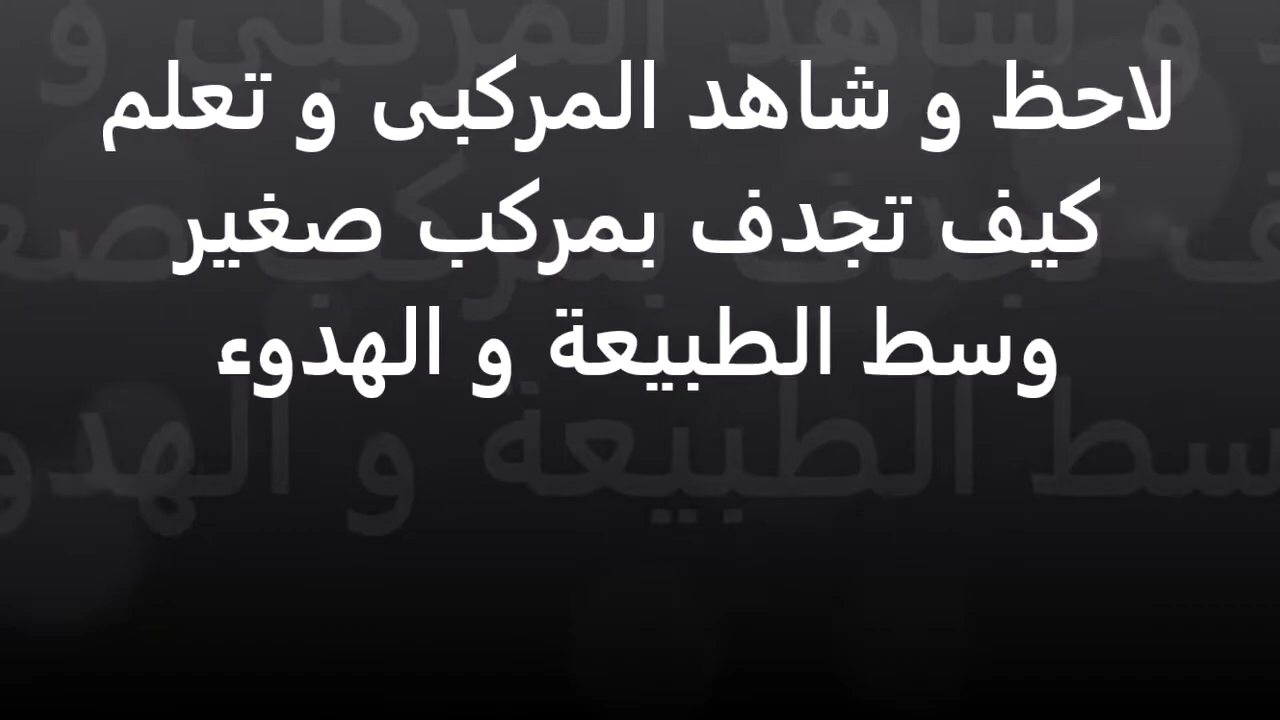 لاحظ و شاهد المركبى و تعلم
كيف تجدف بمركب صغير
وسط الطبيعة و الهدوء